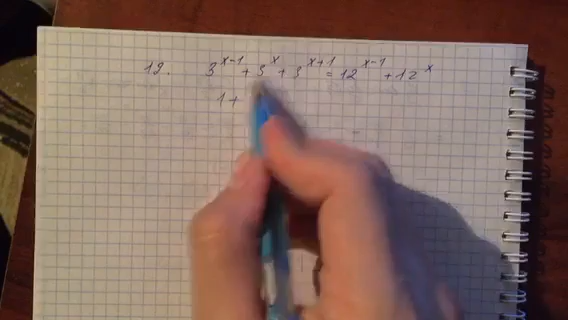 19. 3^{x-1} + 3^x + 3^{x+1} = 12^{x-1} + 12^x
1 +